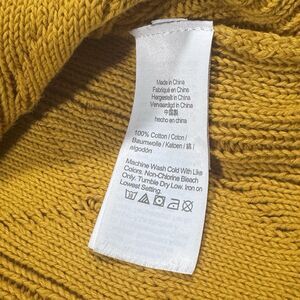 Made in China
Fabriqué en Chine
Hergestellt in China
Vervaardigd in China
中国製
hecho en china
100% Cotton / Coton /
Baumwolle / Katoen / 綿 /
algodón
Machine Wash Cold With Like
Colors. Non-Chlorine Bleach
Only. Tumble Dry Low. Iron on
Lowest Setting.